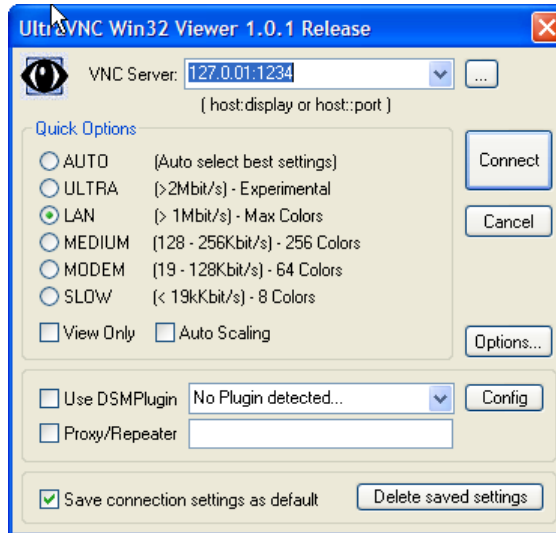 UltraVNC Win32 Viewer 1.0.1 Release
VNC Server: 127.0.01:1234 ...
( host:display or host::port )
Quick Options
AUTO (Auto select best settings)
ULTRA (>2Mbit/s) - Experimental
LAN (> 1Mbit/s) - Max Colors
MEDIUM (128 - 256Kbit/s) - 256 Colors
MODEM (19 - 128Kbit/s) - 64 Colors
SLOW (< 19kKbit/s) - 8 Colors
View Only Auto Scaling
Connect
Cancel
Options...
Use DSMPlugin No Plugin detected... Config
Proxy/Repeater
Save connection settings as default Delete saved settings